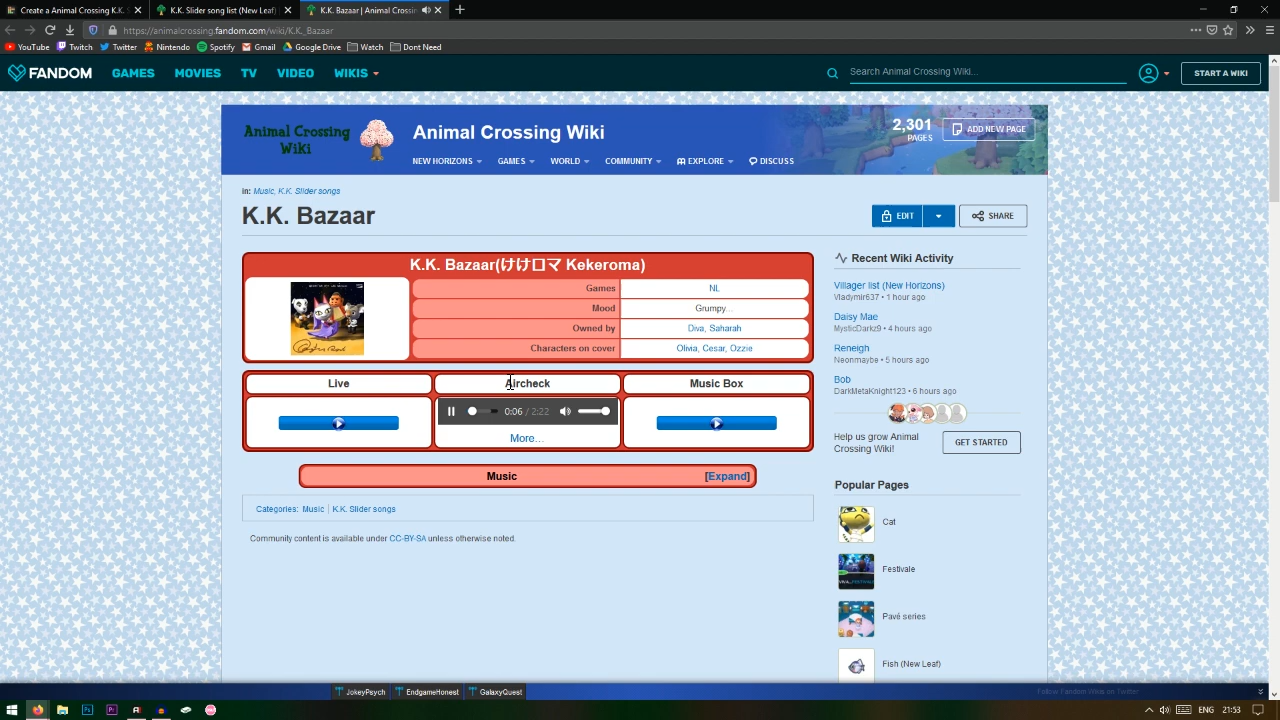 Create a Animal Crossing K.K. S
K.K. Slider song list (New Leaf)
K.K. Bazaar | Animal Crossin
https://animalcrossing.fandom.com/wiki/K.K._Bazaar
YouTube Twitch Twitter Nintendo Spotify Gmail Google Drive Watch Dont Need
FANDOM GAMES MOVIES TV VIDEO WIKIS
Search Animal Crossing Wiki...
START A WIKI
Animal Crossing
Wiki
Animal Crossing Wiki
2,301
PAGES
ADD NEW PAGE
NEW HORIZONS GAMES WORLD COMMUNITY EXPLORE DISCUSS
in: Music, K.K. Slider songs
K.K. Bazaar
EDIT
SHARE
K.K. Bazaar(けけロマ Kekeroma)
Games NL
Mood Grumpy...
Owned by Diva, Saharah
Characters on cover Olivia, Cesar, Ozzie
Live Aircheck Music Box
0:06 / 2:22
More...
Music [Expand]
Categories: Music K.K. Slider songs
Community content is available under CC-BY-SA unless otherwise noted.
Recent Wiki Activity
Villager list (New Horizons)
Vladymir637 • 1 hour ago
Daisy Mae
MysticDarkz9 • 4 hours ago
Reneigh
Neonmaybe • 5 hours ago
Bob
DarkMetaKnight123 • 6 hours ago
Help us grow Animal
Crossing Wiki!
GET STARTED
Popular Pages
Cat
Festivale
Pavé series
Fish (New Leaf)
JokeyPsych EndgameHonest GalaxyQuest
Follow Fandom Wikis on Twitter
ENG 21:53